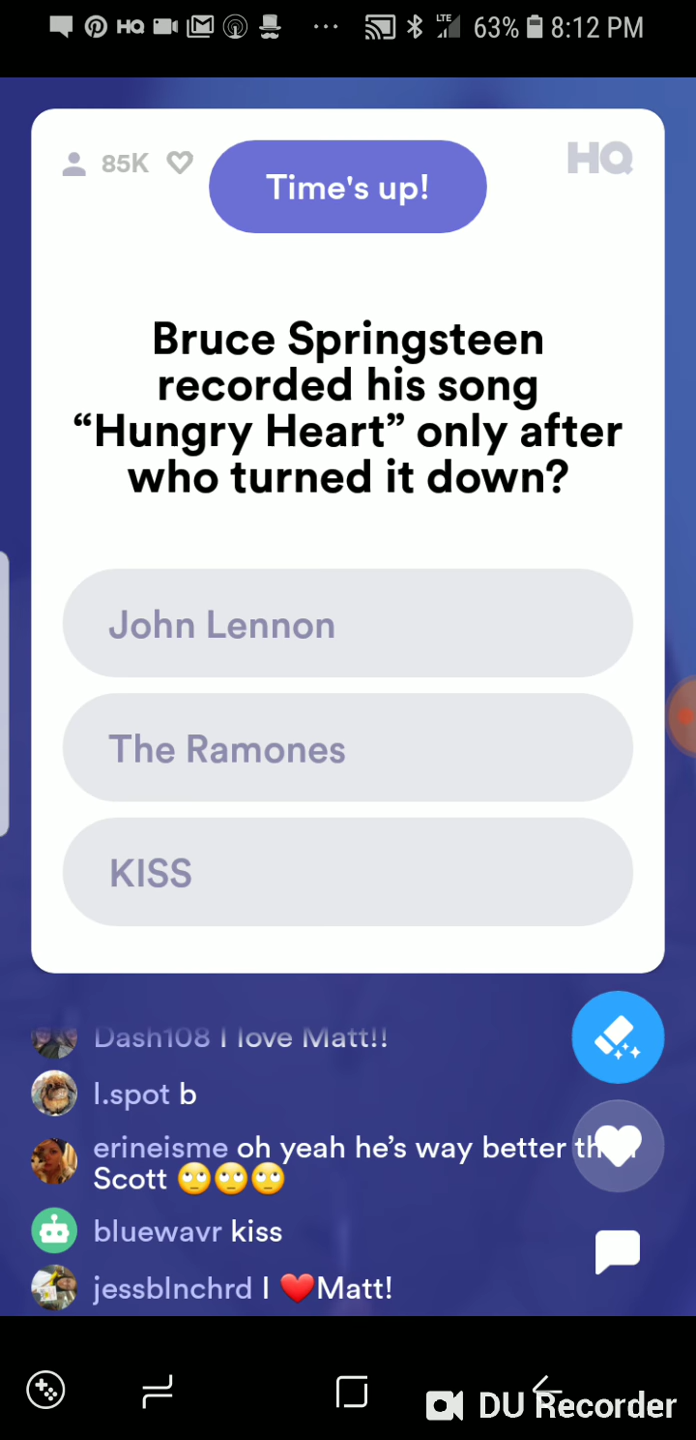 HQ LTE 63% 8:12 PM
85K Time's up! HQ
Bruce Springsteen
recorded his song
“Hungry Heart” only after
who turned it down?
John Lennon
The Ramones
KISS
Dash108 I love Matt!!
l.spot b
erineisme oh yeah he’s way better
Scott 🙄🙄🙄
bluewavr kiss
jessblnchrd I ❤️Matt!
DU Recorder